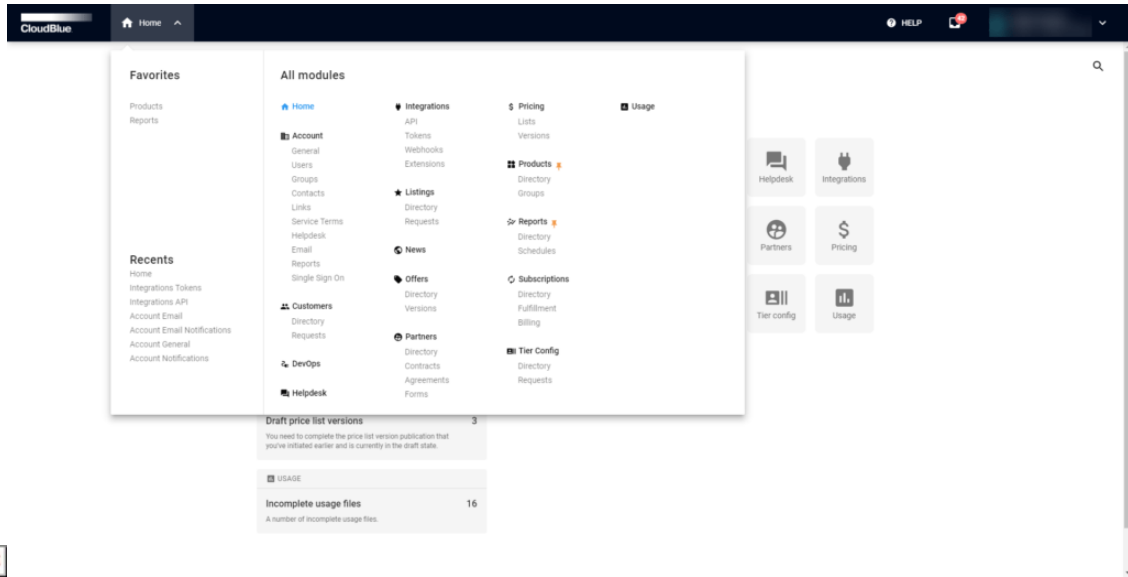 CloudBlue
Home
HELP
42
Favorites
Products
Reports
Recents
Home
Integrations Tokens
Integrations API
Account Email
Account Email Notifications
Account General
Account Notifications
All modules
Home
Account
General
Users
Groups
Contacts
Links
Service Terms
Helpdesk
Email
Reports
Single Sign On
Customers
Directory
Requests
DevOps
Helpdesk
Integrations
API
Tokens
Webhooks
Extensions
Listings
Directory
Requests
News
Offers
Directory
Versions
Partners
Directory
Contracts
Agreements
Forms
Pricing
Lists
Versions
Products
Directory
Groups
Reports
Directory
Schedules
Subscriptions
Directory
Fulfillment
Billing
Tier Config
Directory
Requests
Usage
Helpdesk
Integrations
Partners
Pricing
Tier config
Usage
Draft price list versions 3
You need to complete the price list version publication that
you've initiated earlier and is currently in the draft state.
USAGE
Incomplete usage files 16
A number of incomplete usage files.